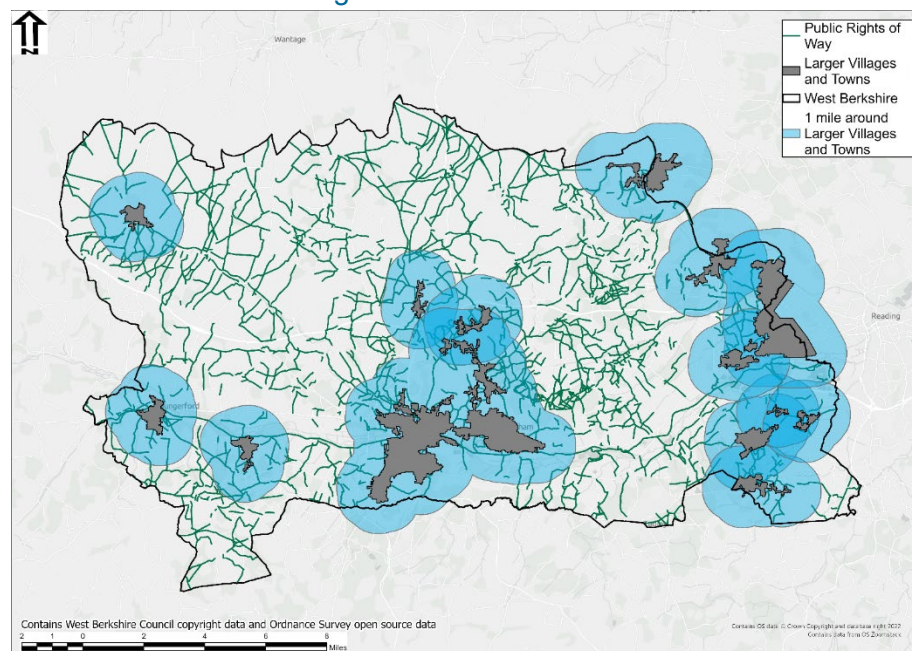 N
Wantage
Public Rights of
Way
Larger Villages
and Towns
West Berkshire
1 mile around
Larger Villages
and Towns
Reading
ngerford
ham
Contains West Berkshire Council copyright data and Ordnance Survey open source data
2 1 0 2 4 6 8
Miles
Contains OS data © Crown Copyright and database right 2022
Contains data from OS Zoomstack